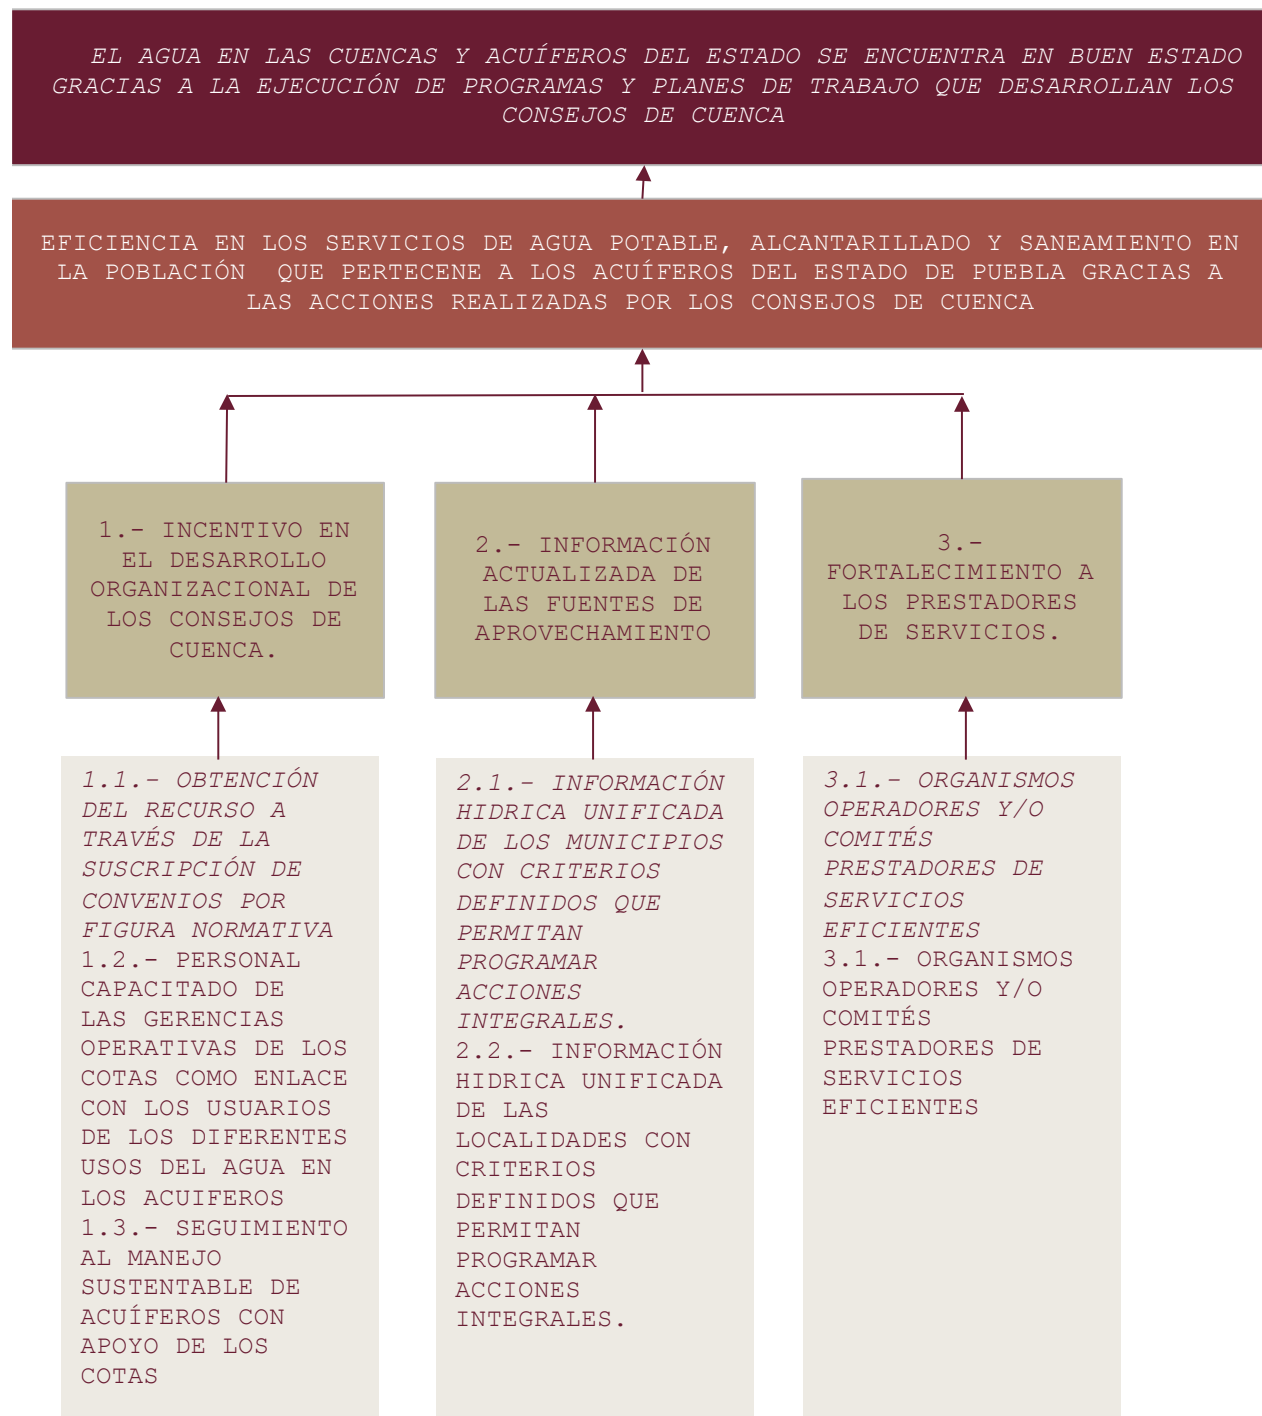 EL AGUA EN LAS CUENCAS Y ACUÍFEROS DEL ESTADO SE ENCUENTRA EN BUEN ESTADO
GRACIAS A LA EJECUCIÓN DE PROGRAMAS Y PLANES DE TRABAJO QUE DESARROLLAN LOS
CONSEJOS DE CUENCA
EFICIENCIA EN LOS SERVICIOS DE AGUA POTABLE, ALCANTARILLADO Y SANEAMIENTO EN
LA POBLACIÓN QUE PERTECENE A LOS ACUÍFEROS DEL ESTADO DE PUEBLA GRACIAS A
LAS ACCIONES REALIZADAS POR LOS CONSEJOS DE CUENCA
1.- INCENTIVO EN
EL DESARROLLO
ORGANIZACIONAL DE
LOS CONSEJOS DE
CUENCA.
2.- INFORMACIÓN
ACTUALIZADA DE
LAS FUENTES DE
APROVECHAMIENTO
3.-
FORTALECIMIENTO A
LOS PRESTADORES
DE SERVICIOS.
1.1.- OBTENCIÓN
DEL RECURSO A
TRAVÉS DE LA
SUSCRIPCIÓN DE
CONVENIOS POR
FIGURA NORMATIVA
1.2.- PERSONAL
CAPACITADO DE
LAS GERENCIAS
OPERATIVAS DE LOS
COTAS COMO ENLACE
CON LOS USUARIOS
DE LOS DIFERENTES
USOS DEL AGUA EN
LOS ACUIFEROS
1.3.- SEGUIMIENTO
AL MANEJO
SUSTENTABLE DE
ACUÍFEROS CON
APOYO DE LOS
COTAS
2.1.- INFORMACIÓN
HIDRICA UNIFICADA
DE LOS MUNICIPIOS
CON CRITERIOS
DEFINIDOS QUE
PERMITAN
PROGRAMAR
ACCIONES
INTEGRALES.
2.2.- INFORMACIÓN
HIDRICA UNIFICADA
DE LAS
LOCALIDADES CON
CRITERIOS
DEFINIDOS QUE
PERMITAN
PROGRAMAR
ACCIONES
INTEGRALES.
3.1.- ORGANISMOS
OPERADORES Y/O
COMITÉS
PRESTADORES DE
SERVICIOS
EFICIENTES
3.1.- ORGANISMOS
OPERADORES Y/O
COMITÉS
PRESTADORES DE
SERVICIOS
EFICIENTES